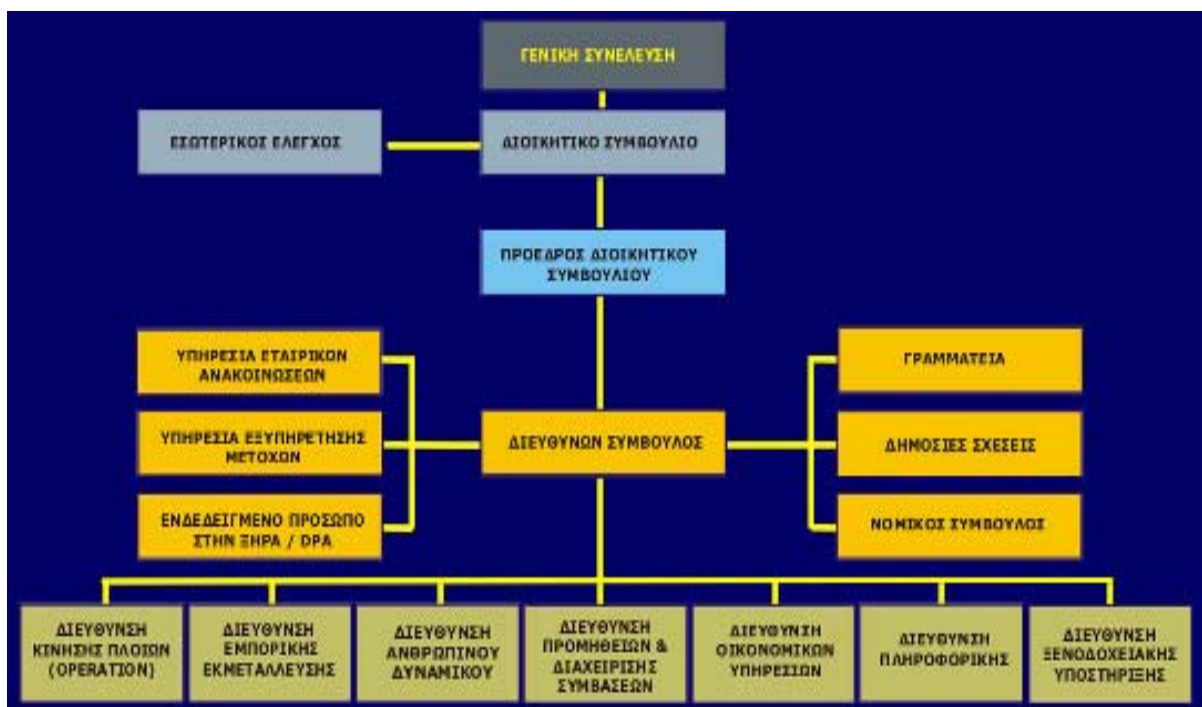 ΓΕΝΙΚΗ ΣΥΝΕΛΕΥΣΗ
ΕΣΩΤΕΡΙΚΟΣ ΕΛΕΓΧΟΣ
ΔΙΟΙΚΗΤΙΚΟ ΣΥΜΒΟΥΛΙΟ
ΠΡΟΕΔΡΟΣ ΔΙΟΙΚΗΤΙΚΟΥ
ΣΥΜΒΟΥΛΙΟΥ
ΥΠΗΡΕΣΙΑ ΕΤΑΙΡΙΚΩΝ
ΑΝΑΚΟΙΝΩΣΕΩΝ
ΓΡΑΜΜΑΤΕΙΑ
ΥΠΗΡΕΣΙΑ ΕΞΥΠΗΡΕΤΗΣΗΣ
ΜΕΤΟΧΩΝ
ΔΙΕΥΘΥΝΩΝ ΣΥΜΒΟΥΛΟΣ
ΔΗΜΟΣΙΕΣ ΣΧΕΣΕΙΣ
ΕΝΔΕΔΕΙΓΜΕΝΟ ΠΡΟΣΩΠΟ
ΣΤΗΝ ΞΗΡΑ / DPA
ΝΟΜΙΚΟΣ ΣΥΜΒΟΥΛΟΣ
ΔΙΕΥΘΥΝΣΗ
ΚΙΝΗΣΗΣ ΠΛΟΙΩΝ
(OPERATION)
ΔΙΕΥΘΥΝΣΗ
ΕΜΠΟΡΙΚΗΣ
ΕΚΜΕΤΑΛΛΕΥΣΗΣ
ΔΙΕΥΘΥΝΣΗ
ΑΝΘΡΩΠΙΝΟΥ
ΔΥΝΑΜΙΚΟΥ
ΔΙΕΥΘΥΝΣΗ
ΠΡΟΜΗΘΕΙΩΝ &
ΔΙΑΧΕΙΡΙΣΗΣ
ΣΥΜΒΑΣΕΩΝ
ΔΙΕΥΘΥΝΣΗ
ΟΙΚΟΝΟΜΙΚΩΝ
ΥΠΗΡΕΣΙΩΝ
ΔΙΕΥΘΥΝΣΗ
ΠΛΗΡΟΦΟΡΙΚΗΣ
ΔΙΕΥΘΥΝΣΗ
ΞΕΝΟΔΟΧΕΙΑΚΗΣ
ΥΠΟΣΤΗΡΙΞΗΣ